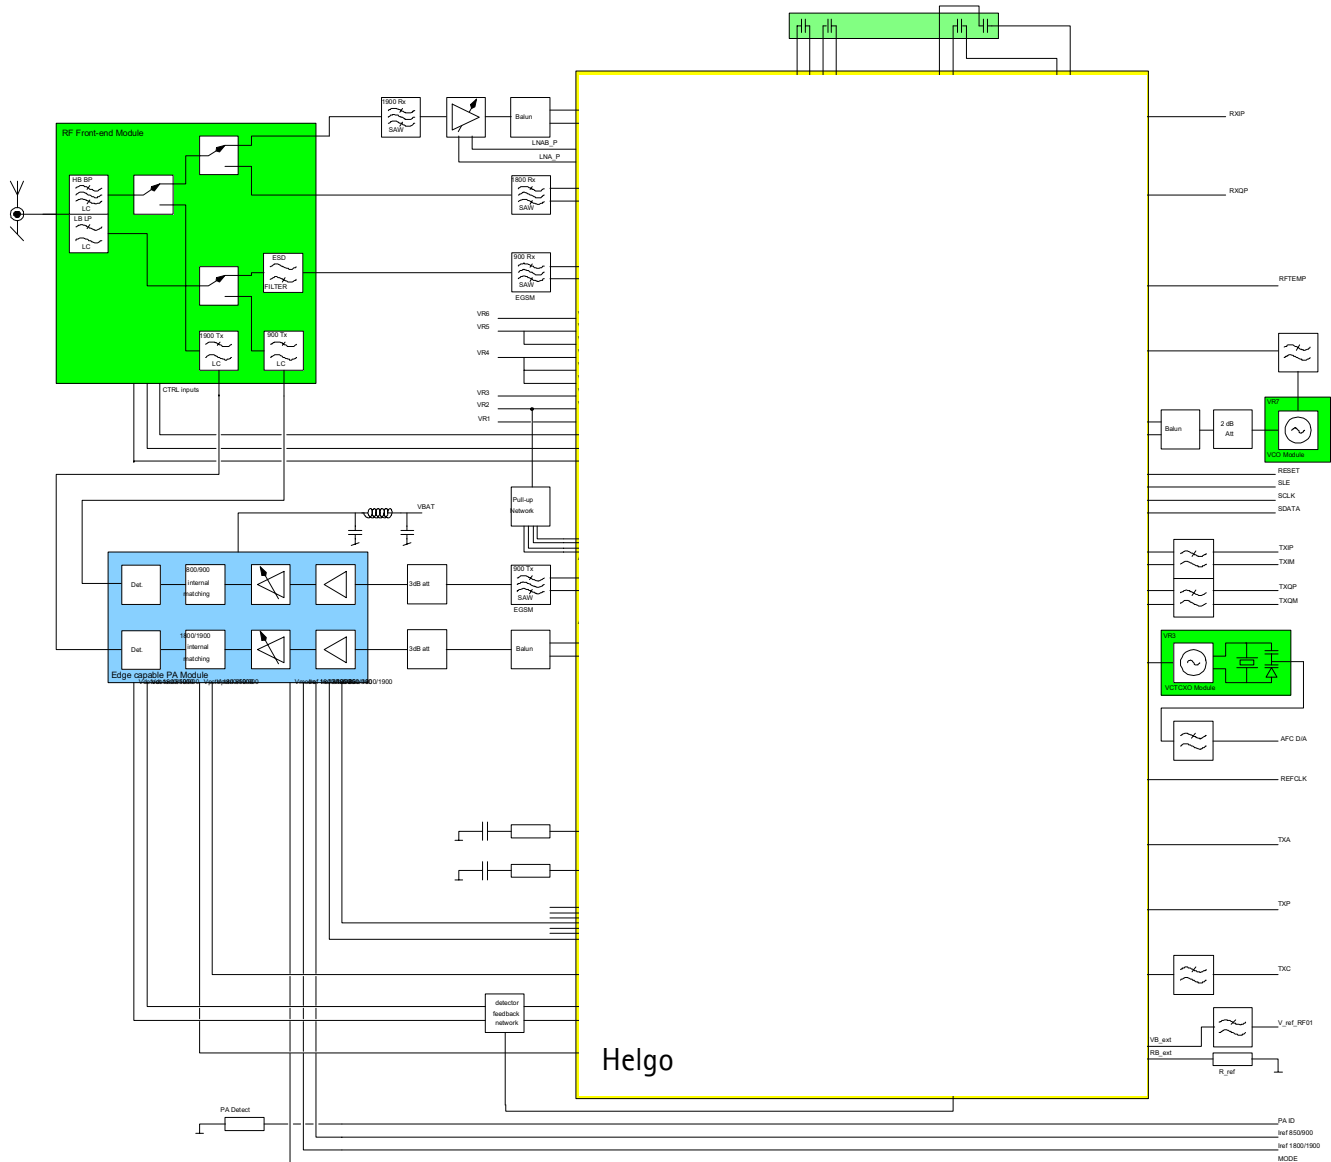 RF Front-end Module
HB BP
LC
LB LP
LC
ESD
FILTER
1900 Tx
LC
900 Tx
LC
CTRL inputs
1900 Rx
SAW
Balun
LNAB_P
LNA_P
1800 Rx
SAW
900 Rx
SAW
EGSM
VR6
VR5
VR4
VR3
VR2
VR1
Pull-up
Network
VBAT
Det.
800/900
internal
matching
3dB att
900 Tx
SAW
EGSM
Det.
1800/1900
internal
matching
3dB att
Balun
Edge capable PA Module
detector
feedback
network
Helgo
PA Detect
RXIP
RXQP
RFTEMP
Balun
2 dB
Att
VR7
VCO Module
RESET
SLE
SCLK
SDATA
TXIP
TXIM
TXQP
TXQM
VR3
VCTCXO Module
AFC D/A
REFCLK
TXA
TXP
TXC
V_ref_RF01
VB_ext
RB_ext
R_ref
PA ID
Iref 850/900
Iref 1800/1900
MODE